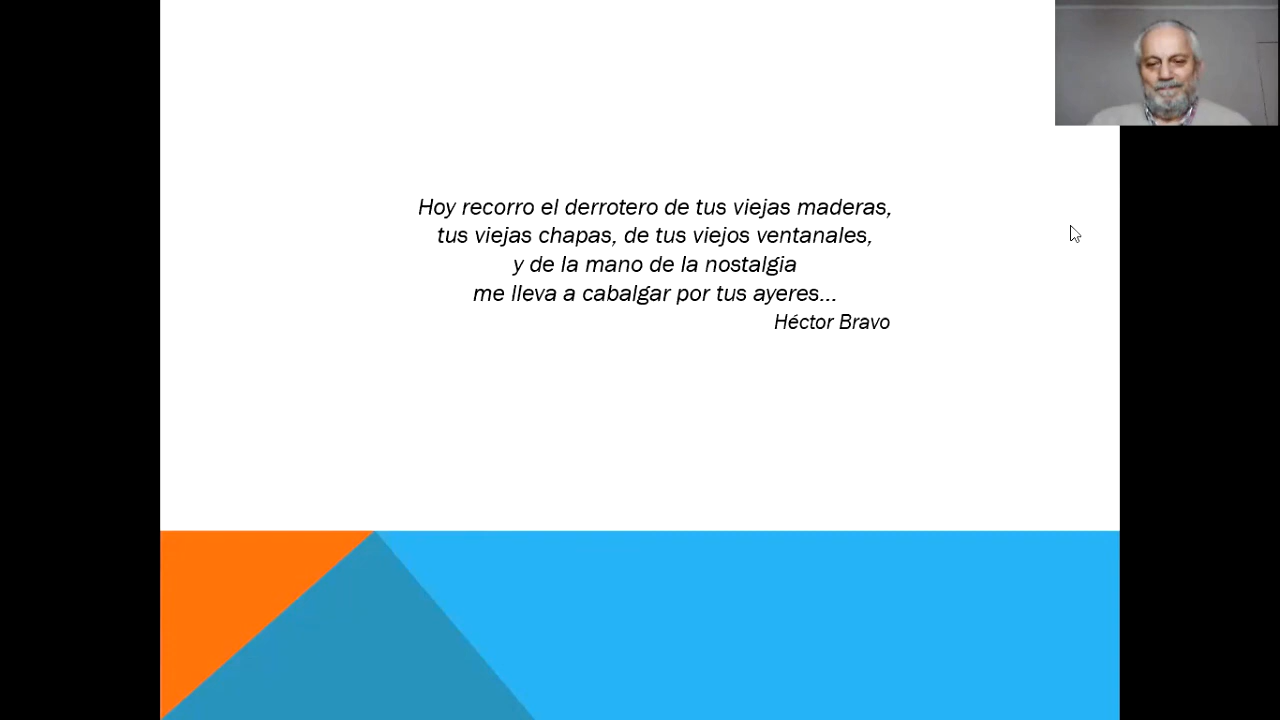 Hoy recorro el derrotero de tus viejas maderas,
tus viejas chapas, de tus viejos ventanales,
y de la mano de la nostalgia
me lleva a cabalgar por tus ayeres...
Héctor Bravo